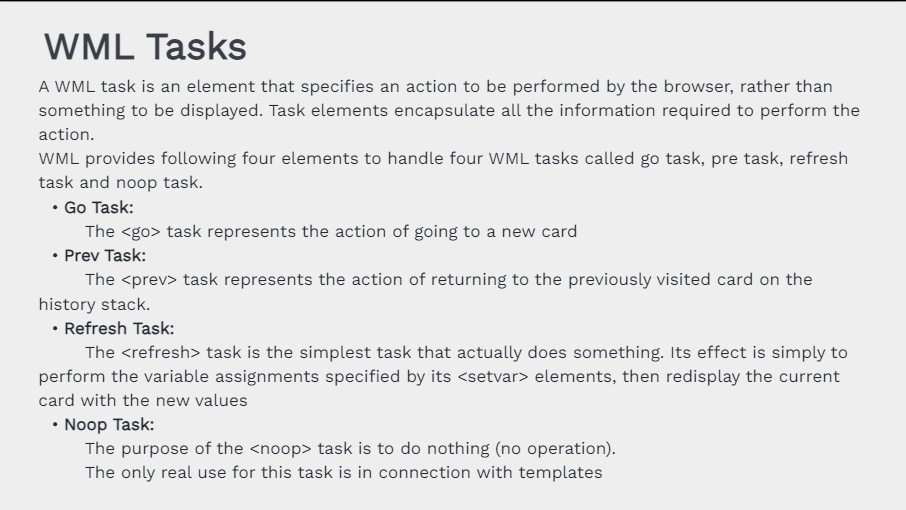 WML Tasks
A WML task is an element that specifies an action to be performed by the browser, rather than
something to be displayed. Task elements encapsulate all the information required to perform the
action.
WML provides following four elements to handle four WML tasks called go task, pre task, refresh
task and noop task.
• Go Task:
The <go> task represents the action of going to a new card
• Prev Task:
The <prev> task represents the action of returning to the previously visited card on the
history stack.
• Refresh Task:
The <refresh> task is the simplest task that actually does something. Its effect is simply to
perform the variable assignments specified by its <setvar> elements, then redisplay the current
card with the new values
• Noop Task:
The purpose of the <noop> task is to do nothing (no operation).
The only real use for this task is in connection with templates